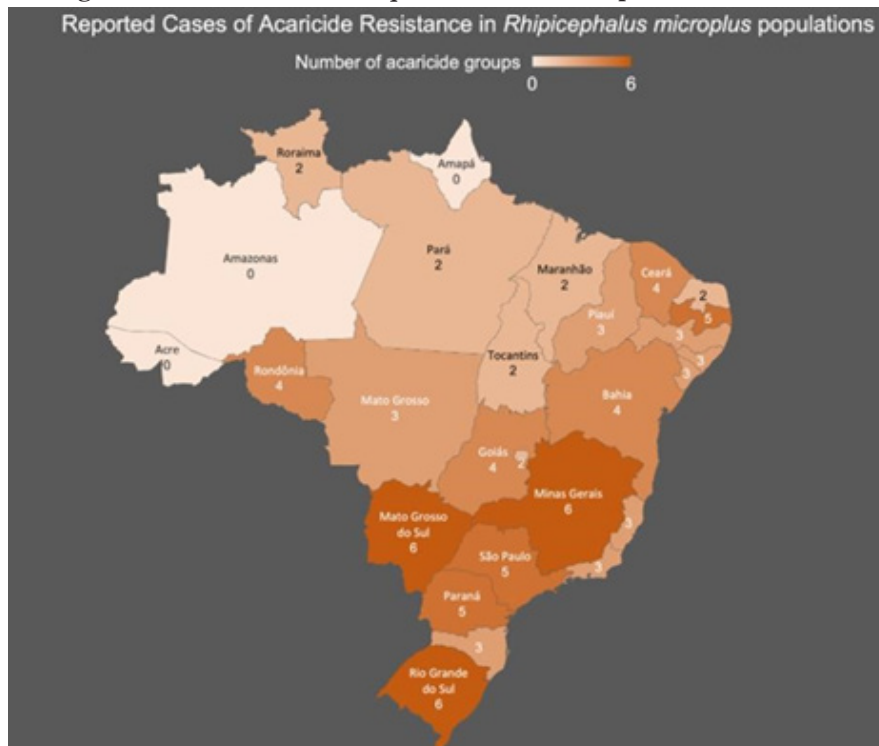 Reported Cases of Acaricide Resistance in Rhipicephalus microplus populations
Number of acaricide groups
0
6
Roraima
2
Amapá
0
Amazonas
0
Pará
2
Maranhão
2
Ceará
4
2
5
Piauí
3
3
3
3
Acre
0
Rondônia
4
Tocantins
2
Mato Grosso
3
Bahia
4
Goiás
4
2
Minas Gerais
6
3
3
Mato Grosso
do Sul
6
São Paulo
5
Paraná
5
3
Rio Grande
do Sul
6